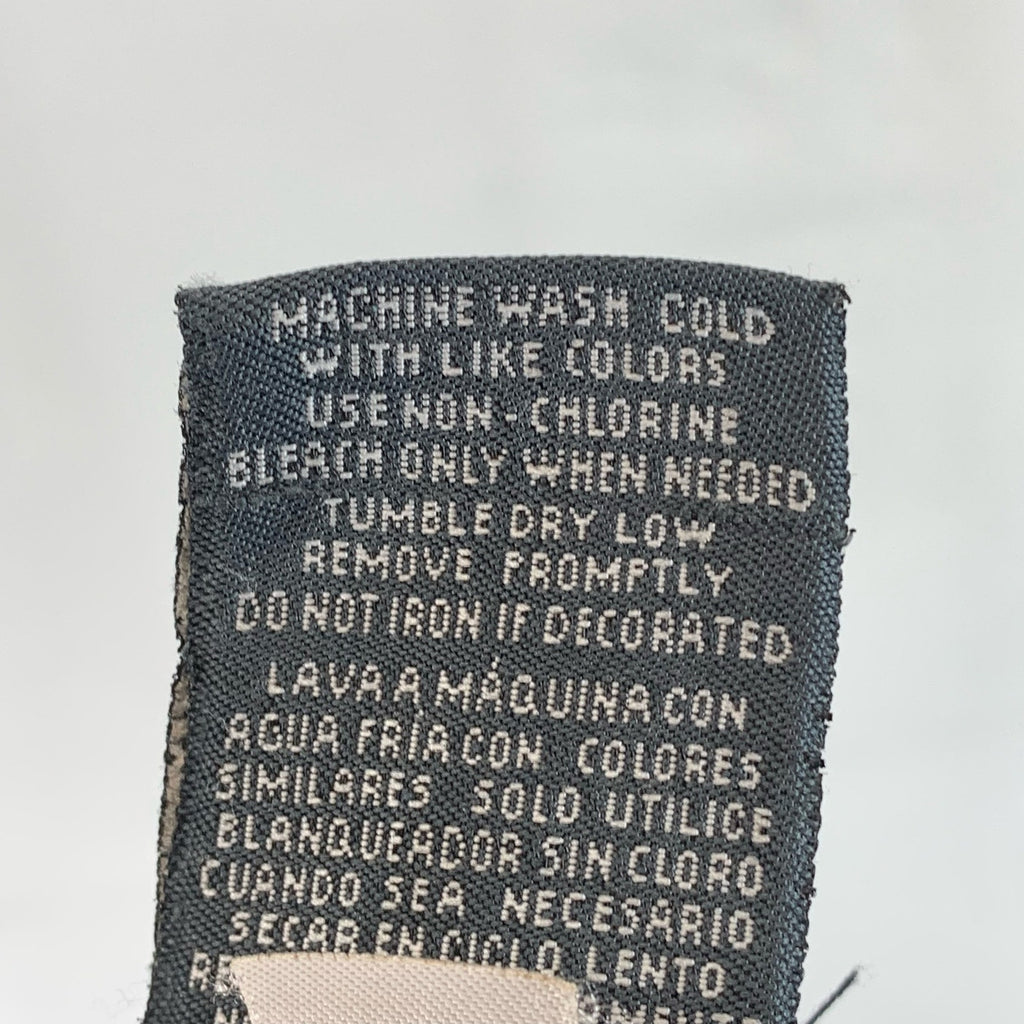 MACHINE WASH COLD
WITH LIKE COLORS
USE NON-CHLORINE
BLEACH ONLY WHEN NEEDED
TUMBLE DRY LOW
REMOVE PROMPTLY
DO NOT IRON IF DECORATED
LAVA A MÁQUINA CON
AGUA FRÍA CON COLORES
SIMILARES SOLO UTILICE
BLANQUEADOR SIN CLORO
CUANDO SEA NECESARIO
SECAR EN CICLO LENTO